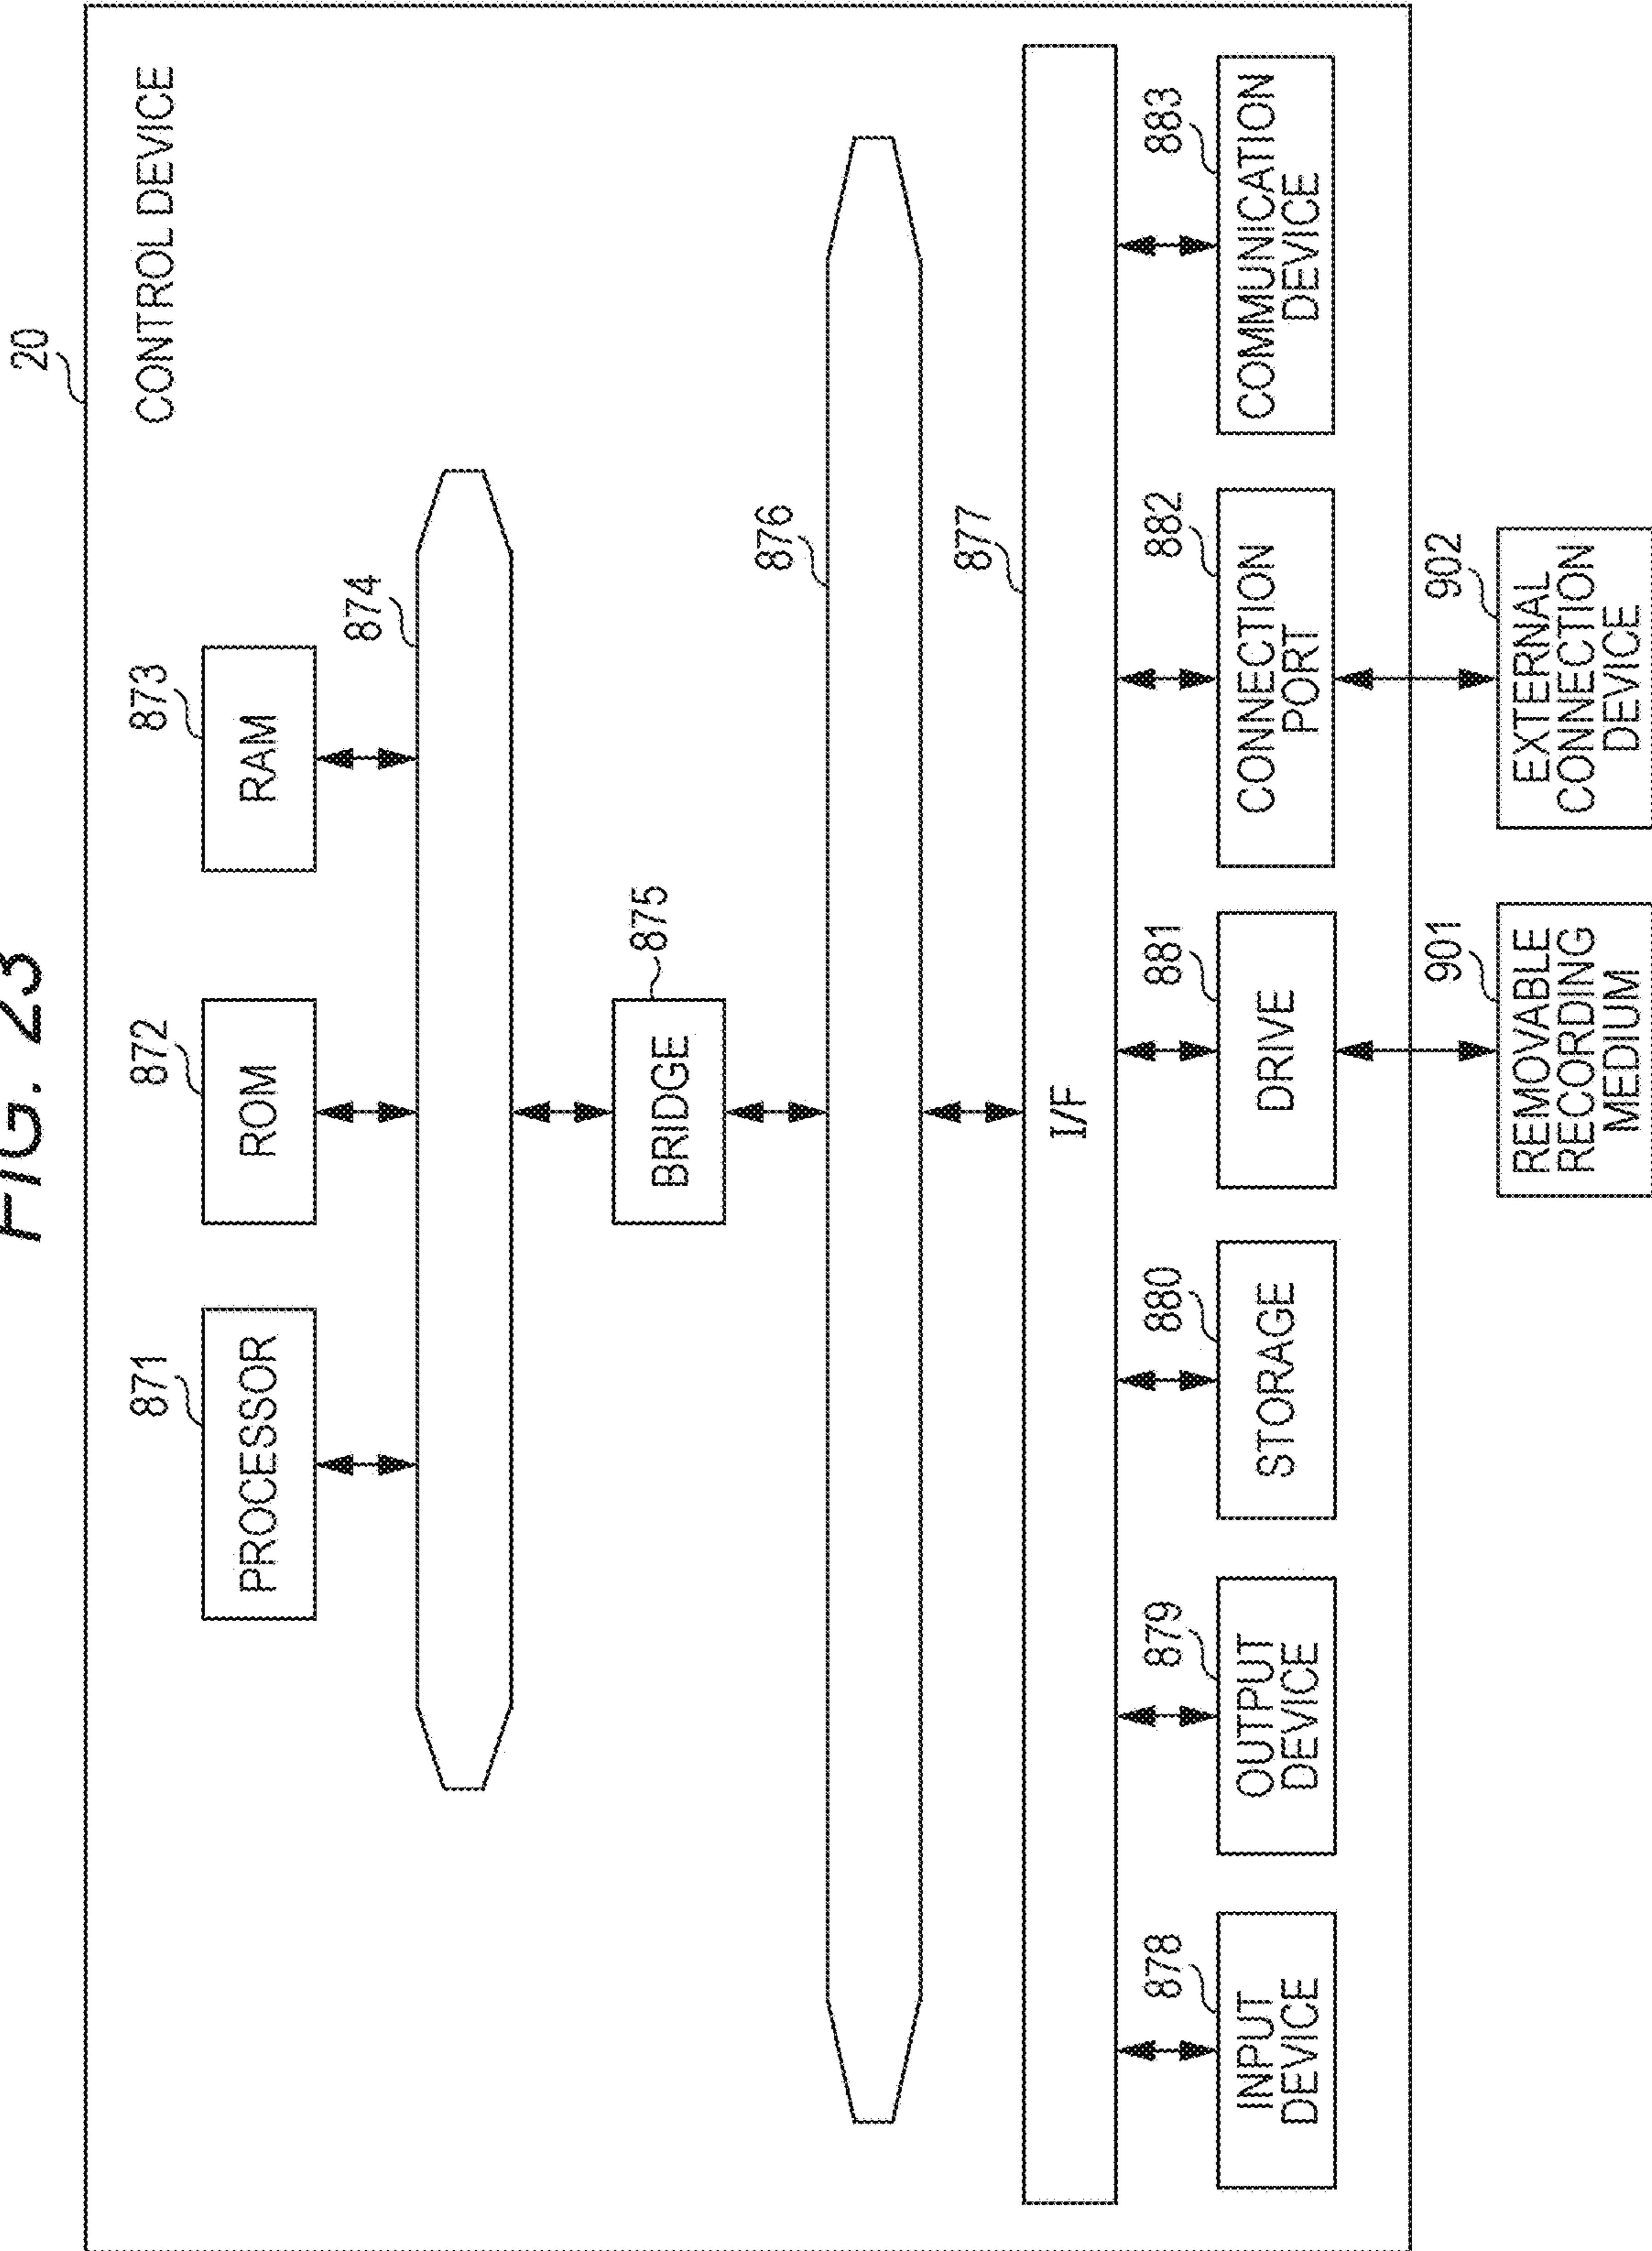 FIG. 23
20
CONTROL DEVICE
871
872
873
PROCESSOR
ROM
RAM
874
875
BRIDGE
876
877
I/F
878
879
880
881
882
883
INPUT
DEVICE
OUTPUT
DEVICE
STORAGE
DRIVE
CONNECTION
PORT
COMMUNICATION
DEVICE
901
902
REMOVABLE
RECORDING
MEDIUM
EXTERNAL
CONNECTION
DEVICE